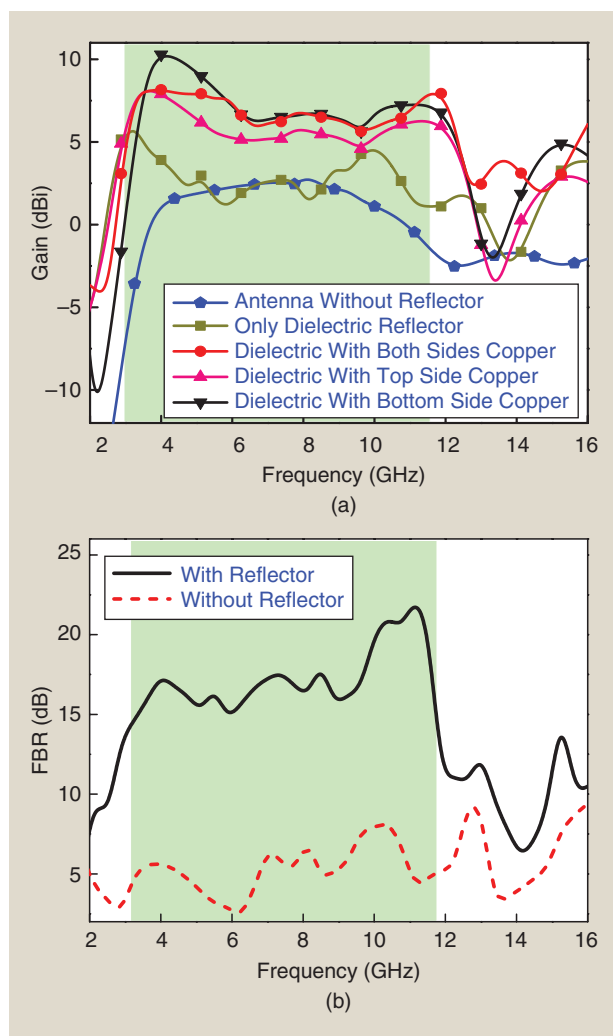 10
5
0
−5
−10
Gain (dBi)
Antenna Without Reflector
Only Dielectric Reflector
Dielectric With Both Sides Copper
Dielectric With Top Side Copper
Dielectric With Bottom Side Copper
2 4 6 8 10 12 14 16
Frequency (GHz)
(a)
25
20
15
10
5
FBR (dB)
With Reflector
Without Reflector
2 4 6 8 10 12 14 16
Frequency (GHz)
(b)